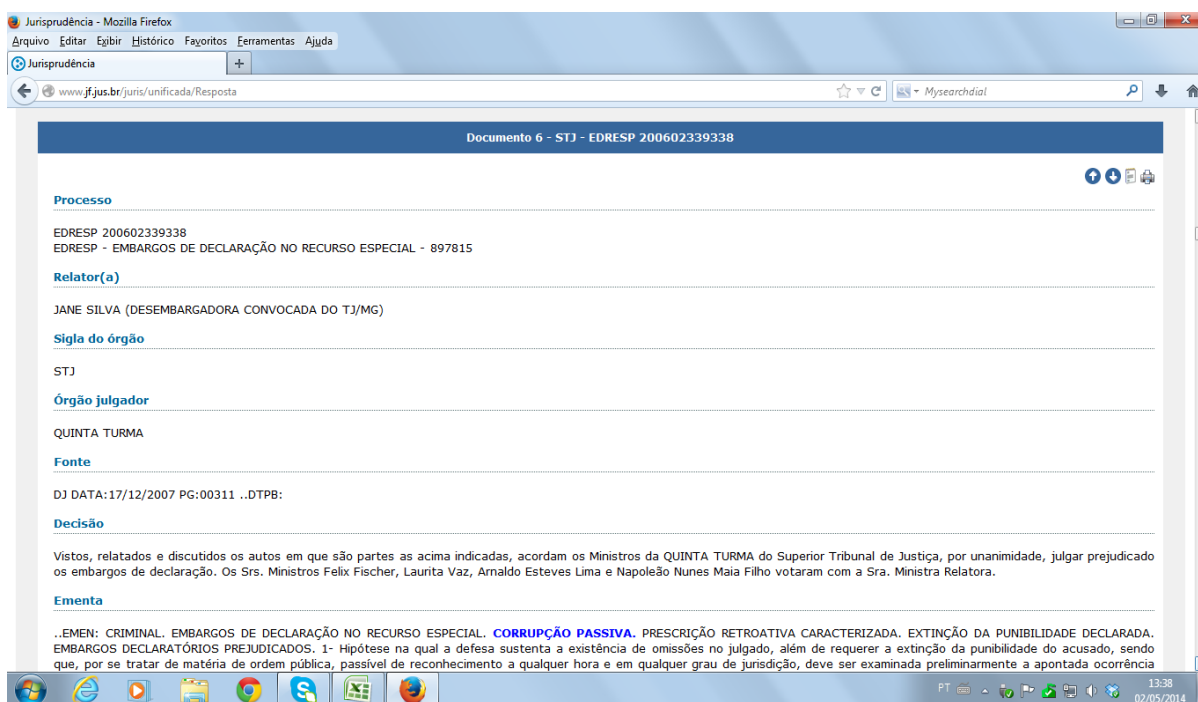 Jurisprudência - Mozilla Firefox
Arquivo Editar Exibir Histórico Favoritos Ferramentas Ajuda
Jurisprudência
www.jf.jus.br/juris/unificada/Resposta
Mysearchdial
Documento 6 - STJ - EDRESP 200602339338
Processo
EDRESP 200602339338
EDRESP - EMBARGOS DE DECLARAÇÃO NO RECURSO ESPECIAL - 897815
Relator(a)
JANE SILVA (DESEMBARGADORA CONVOCADA DO TJ/MG)
Sigla do órgão
STJ
Órgão julgador
QUINTA TURMA
Fonte
DJ DATA:17/12/2007 PG:00311 ..DTPB:
Decisão
Vistos, relatados e discutidos os autos em que são partes as acima indicadas, acordam os Ministros da QUINTA TURMA do Superior Tribunal de Justiça, por unanimidade, julgar prejudicado
os embargos de declaração. Os Srs. Ministros Felix Fischer, Laurita Vaz, Arnaldo Esteves Lima e Napoleão Nunes Maia Filho votaram com a Sra. Ministra Relatora.
Ementa
..EMEN: CRIMINAL. EMBARGOS DE DECLARAÇÃO NO RECURSO ESPECIAL. CORRUPÇÃO PASSIVA. PRESCRIÇÃO RETROATIVA CARACTERIZADA. EXTINÇÃO DA PUNIBILIDADE DECLARADA.
EMBARGOS DECLARATÓRIOS PREJUDICADOS. 1- Hipótese na qual a defesa sustenta a existência de omissões no julgado, além de requerer a extinção da punibilidade do acusado, sendo
que, por se tratar de matéria de ordem pública, passível de reconhecimento a qualquer hora e em qualquer grau de jurisdição, deve ser examinada preliminarmente a apontada ocorrência
PT
13:38
02/05/2014